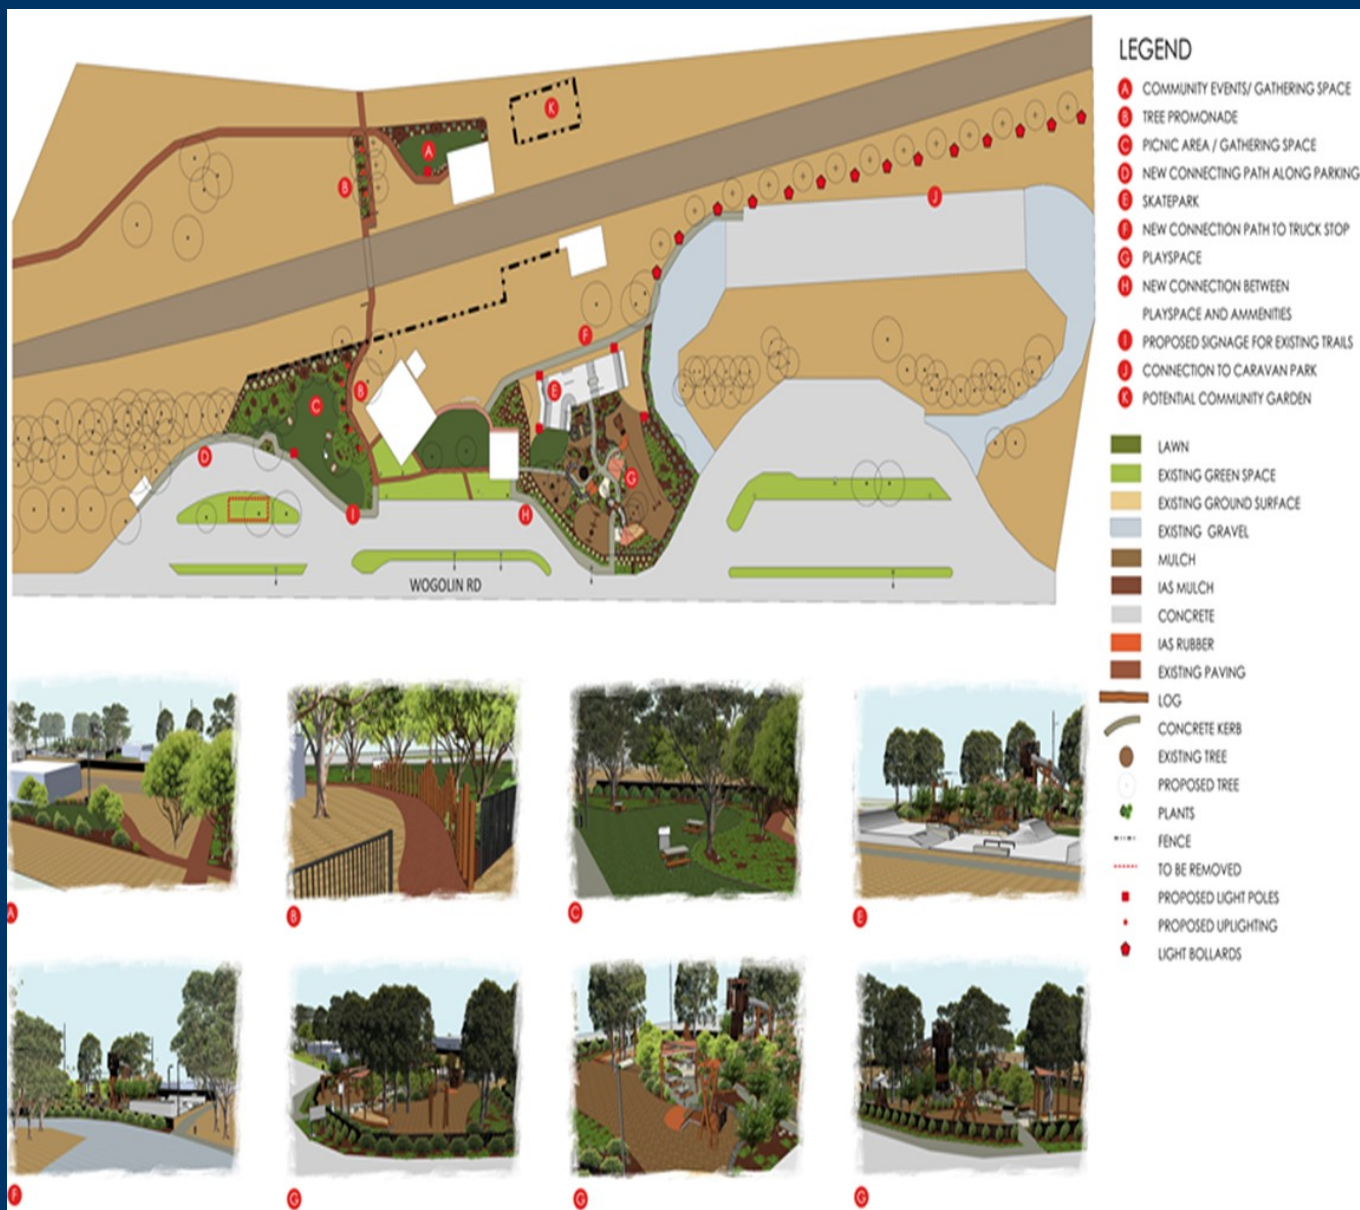 LEGEND
A COMMUNITY EVENTS/ GATHERING SPACE
B TREE PROMONADE
C PICNIC AREA / GATHERING SPACE
D NEW CONNECTING PATH ALONG PARKING
E SKATEPARK
F NEW CONNECTION PATH TO TRUCK STOP
G PLAYSPACE
H NEW CONNECTION BETWEEN
PLAYSPACE AND AMMENITIES
I PROPOSED SIGNAGE FOR EXISTING TRAILS
J CONNECTION TO CARAVAN PARK
K POTENTIAL COMMUNITY GARDEN
LAWN
EXISTING GREEN SPACE
EXISTING GROUND SURFACE
EXISTING GRAVEL
MULCH
IAS MULCH
CONCRETE
IAS RUBBER
EXISTING PAVING
LOG
CONCRETE KERB
EXISTING TREE
PROPOSED TREE
PLANTS
FENCE
TO BE REMOVED
PROPOSED LIGHT POLES
PROPOSED UPLIGHTING
LIGHT BOLLARDS
K
A
B
J
F
B
E
C
D
G
I
H
WOGOLIN RD
A
B
C
E
F
G
G
G